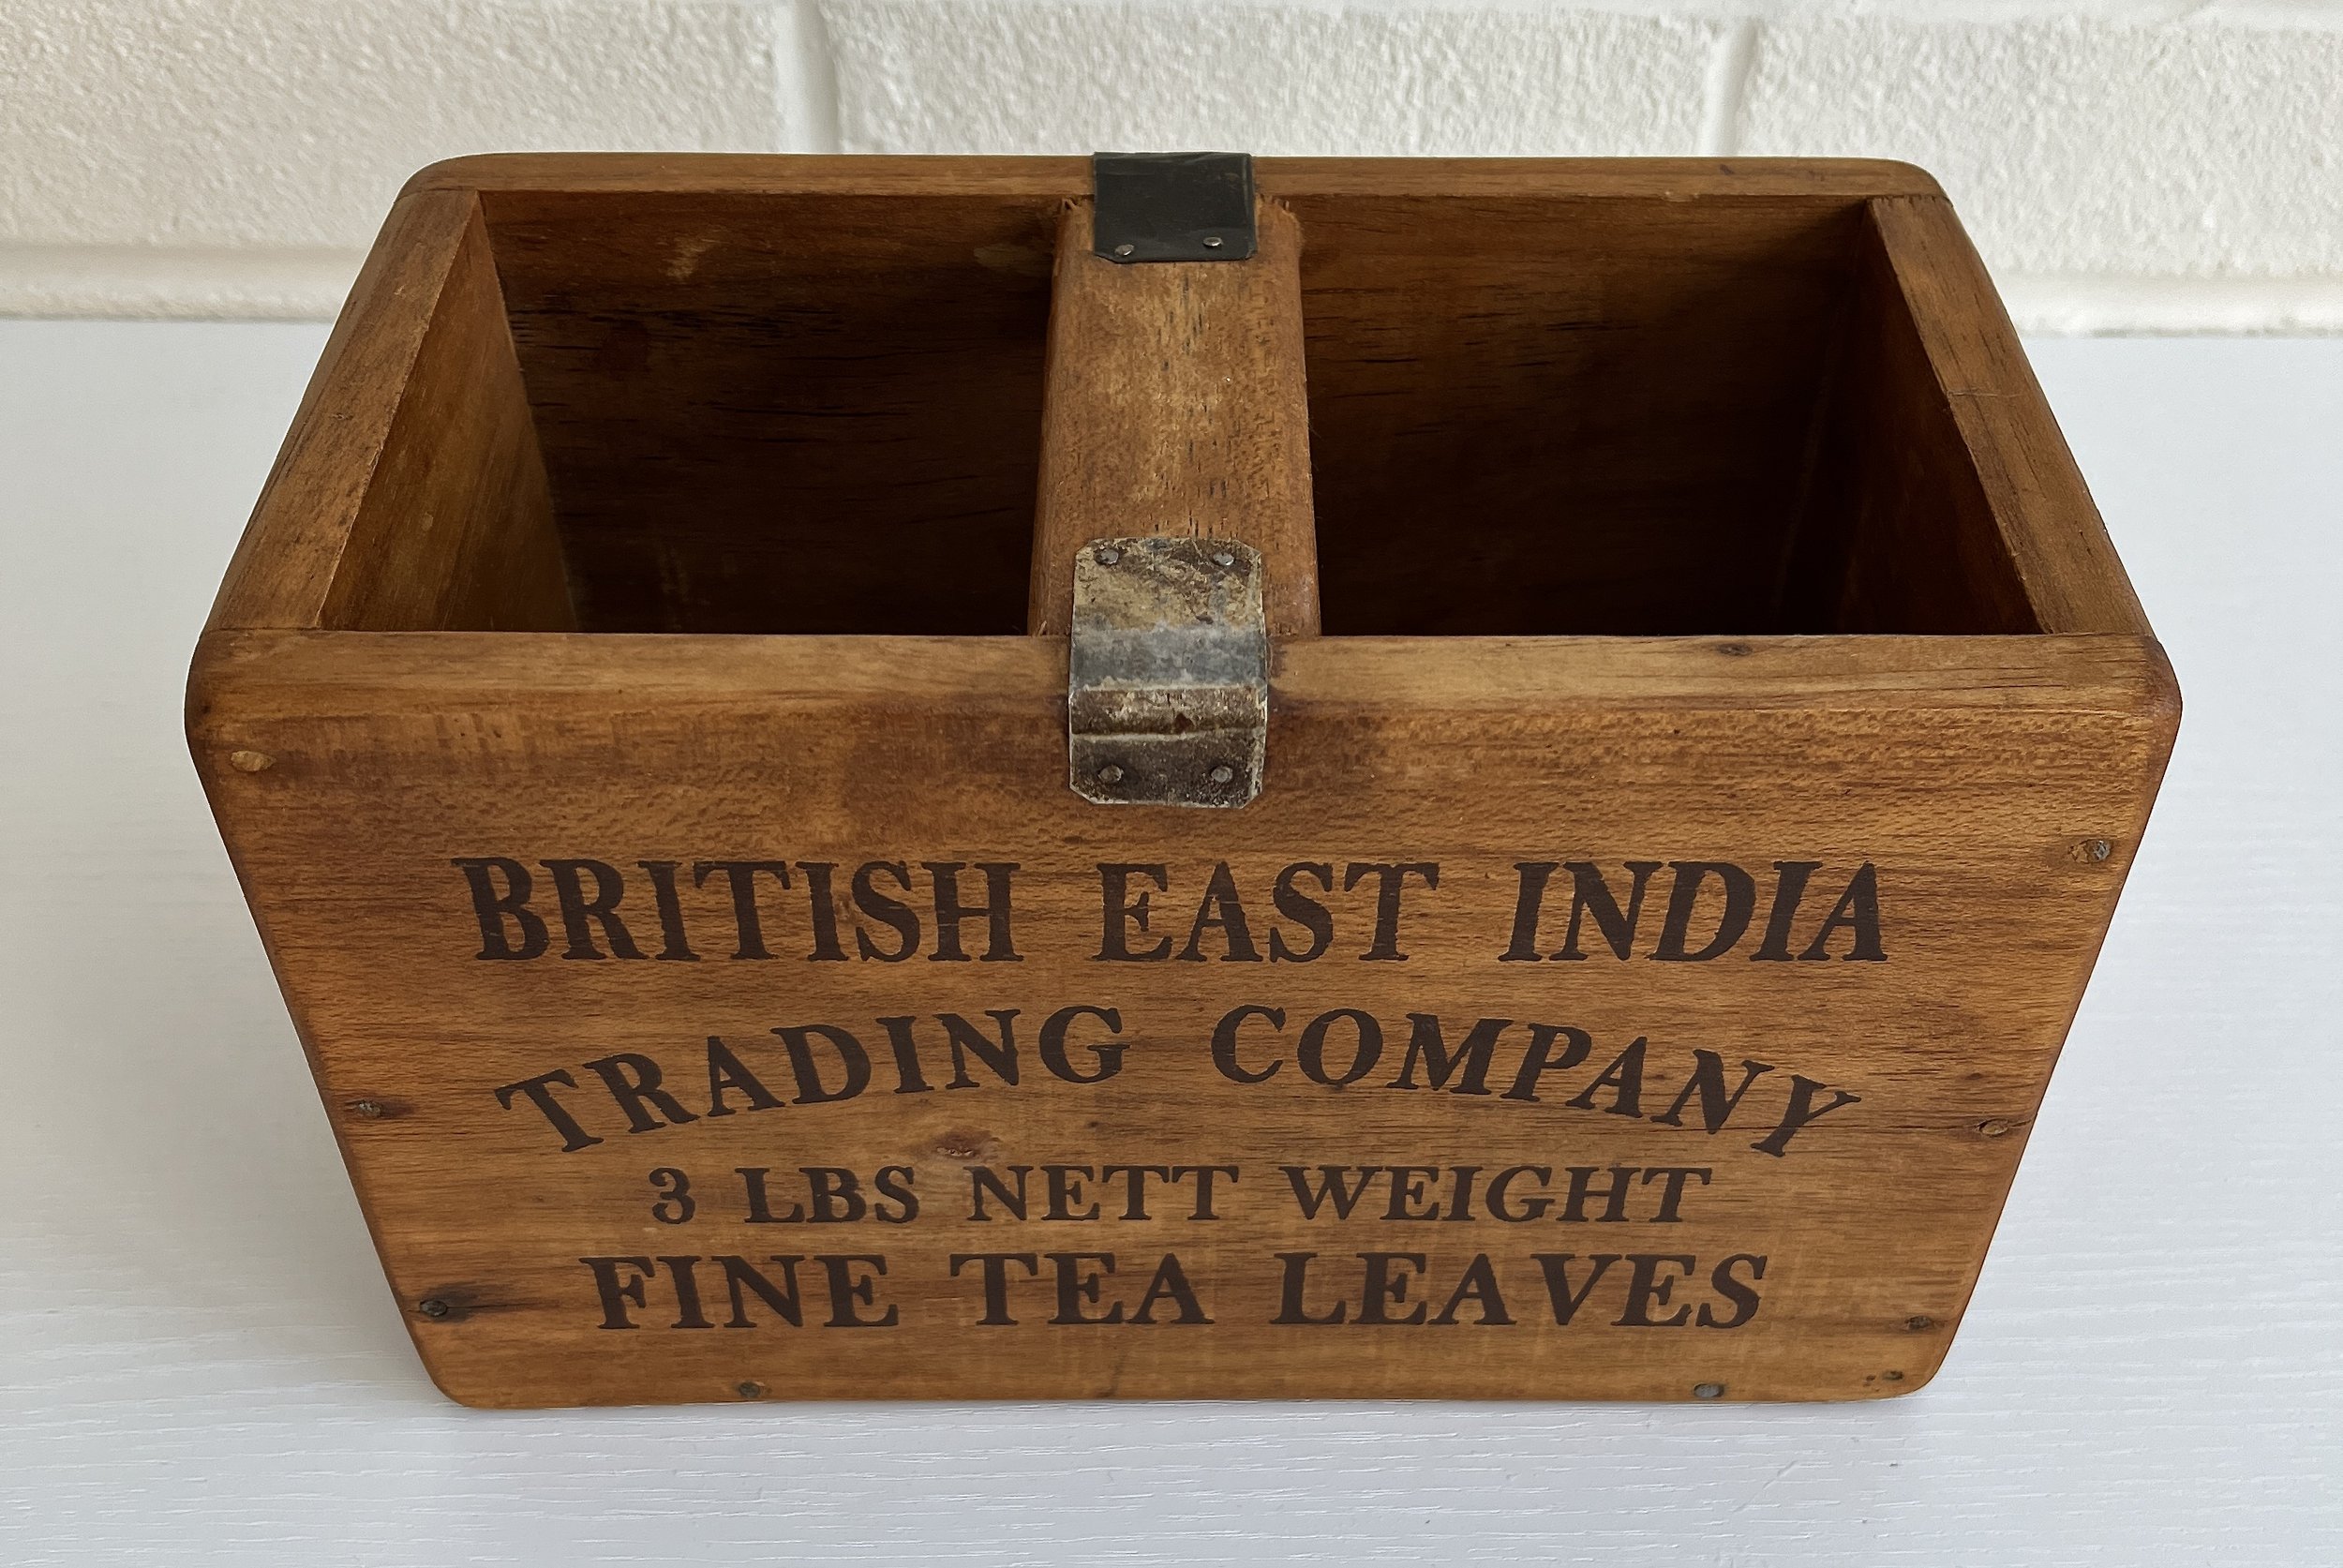 BRITISH EAST INDIA
TRADING COMPANY
3 LBS NETT WEIGHT
FINE TEA LEAVES